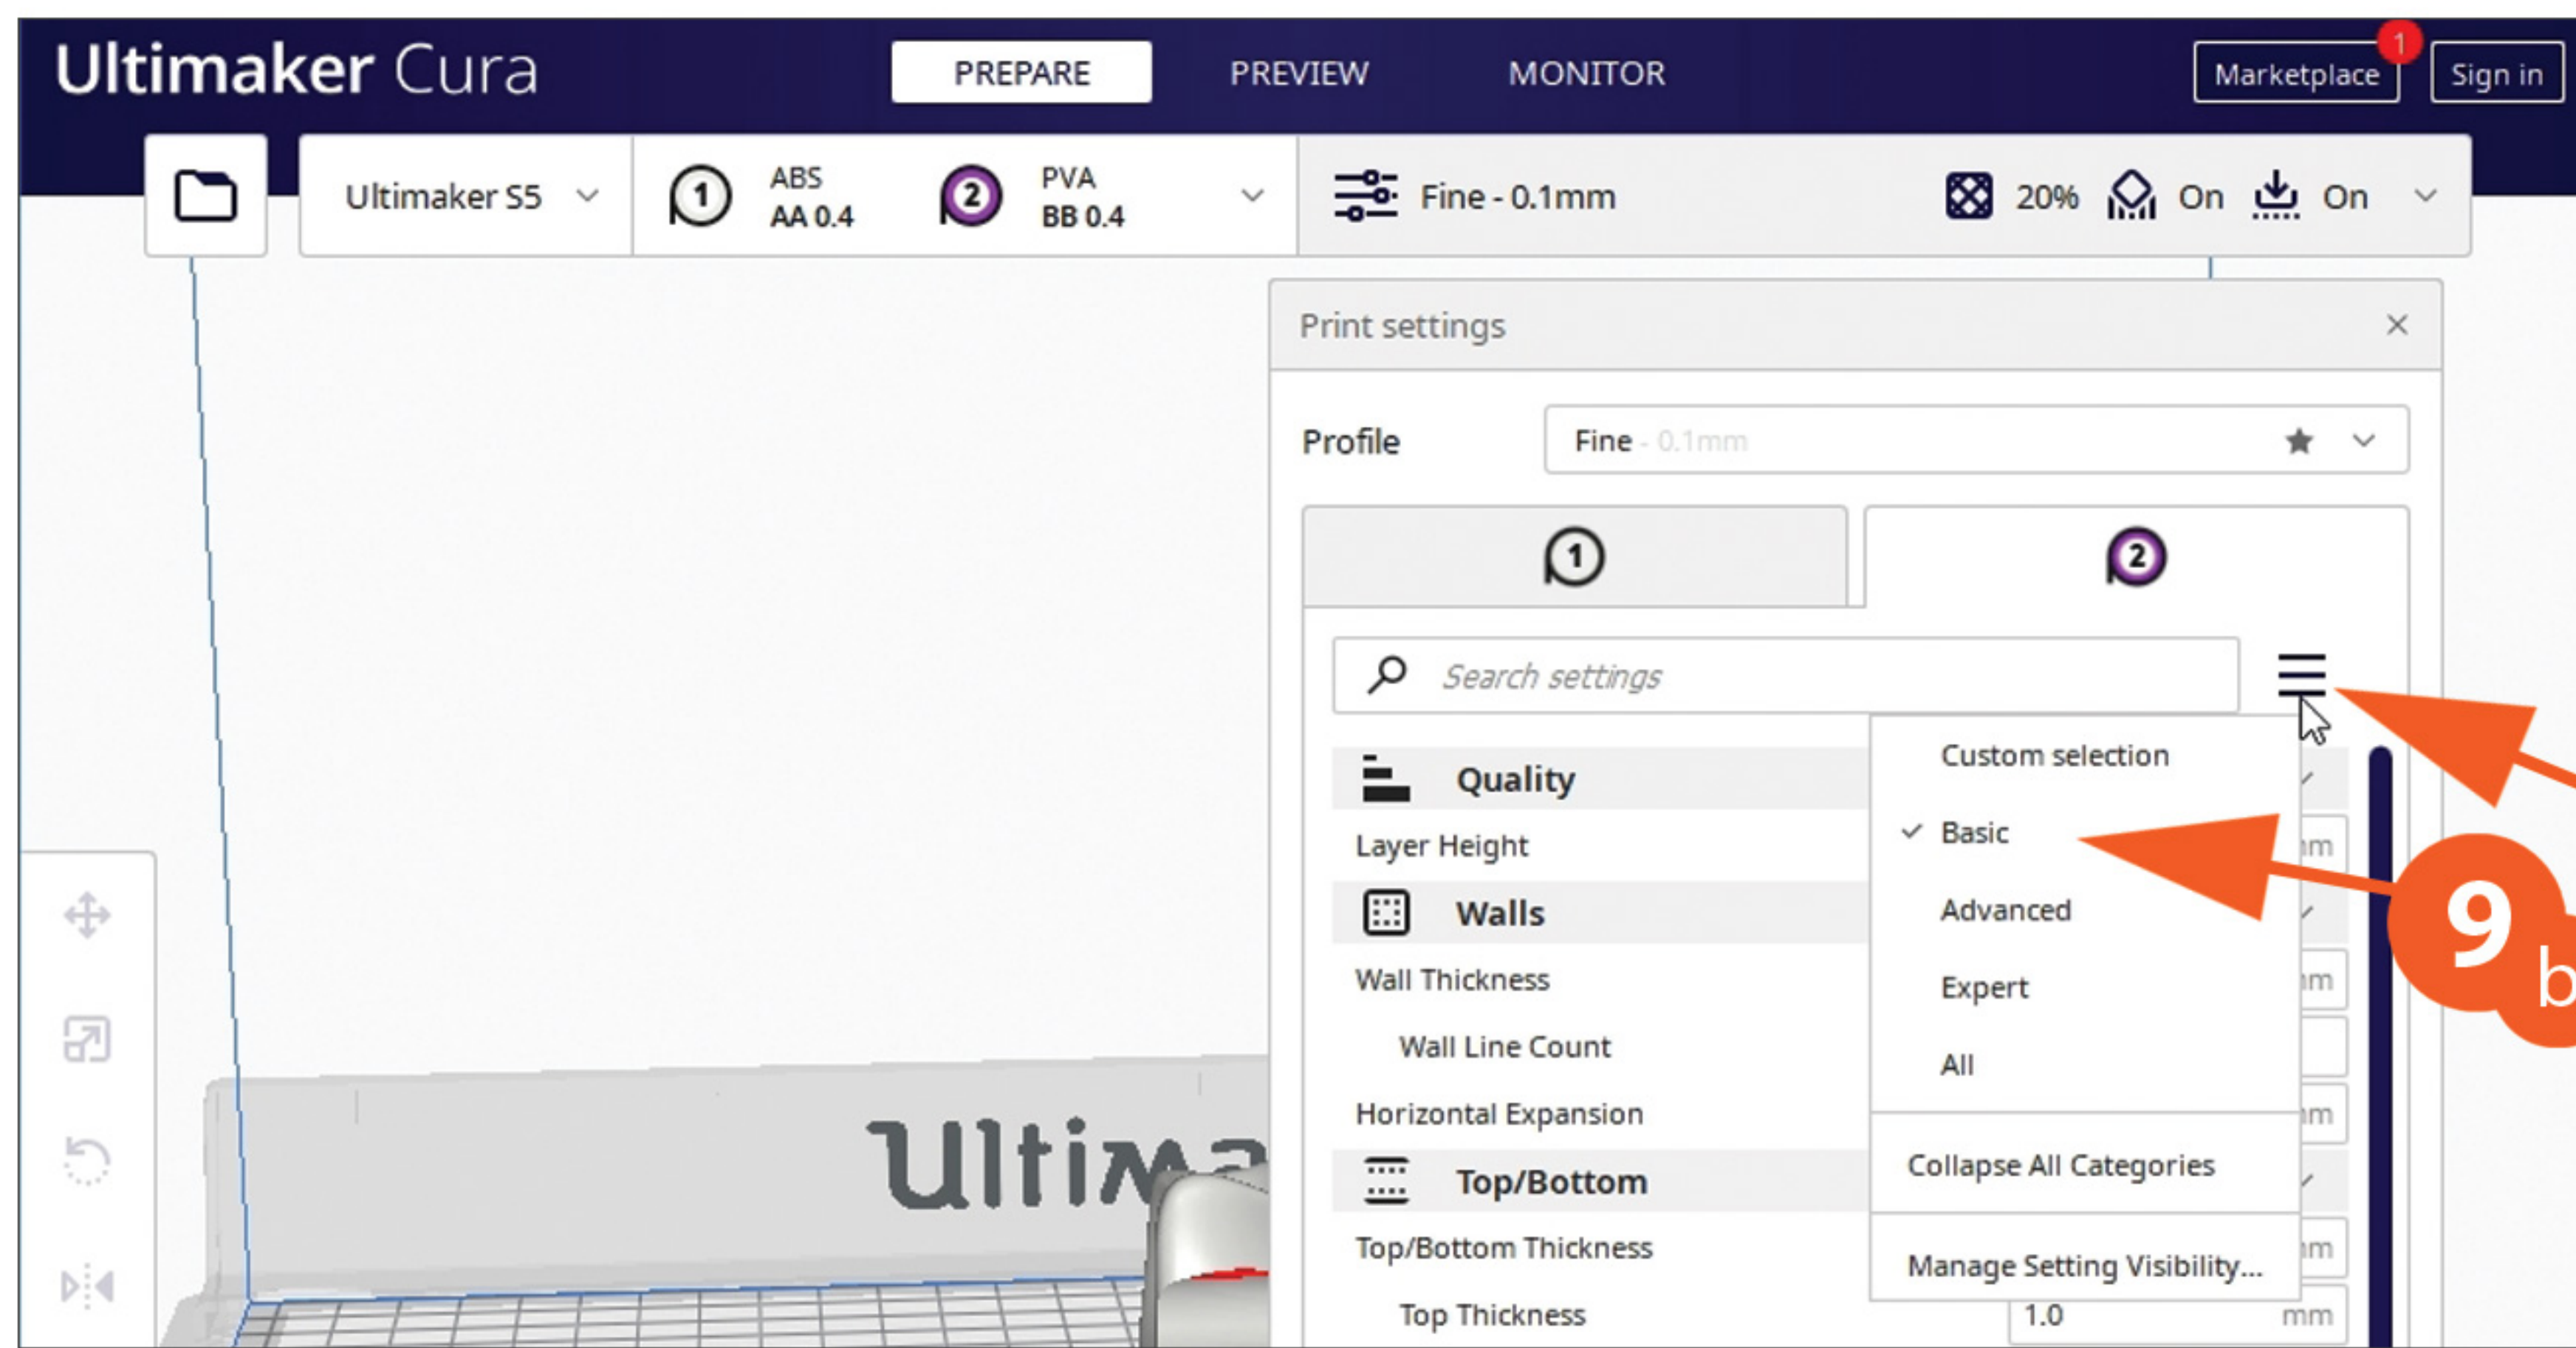 Ultimaker Cura
PREPARE
PREVIEW
MONITOR
Marketplace
1
Sign in
Ultimaker S5
1
ABS
AA 0.4
2
PVA
BB 0.4
Fine - 0.1mm
20%
On
On
Print settings
Profile
Fine - 0.1mm
1
2
Search settings
Quality
Layer Height
Walls
Wall Thickness
Wall Line Count
Horizontal Expansion
Top/Bottom
Top/Bottom Thickness
Top Thickness
1.0 mm
Custom selection
Basic
Advanced
Expert
All
Collapse All Categories
Manage Setting Visibility...
9
b